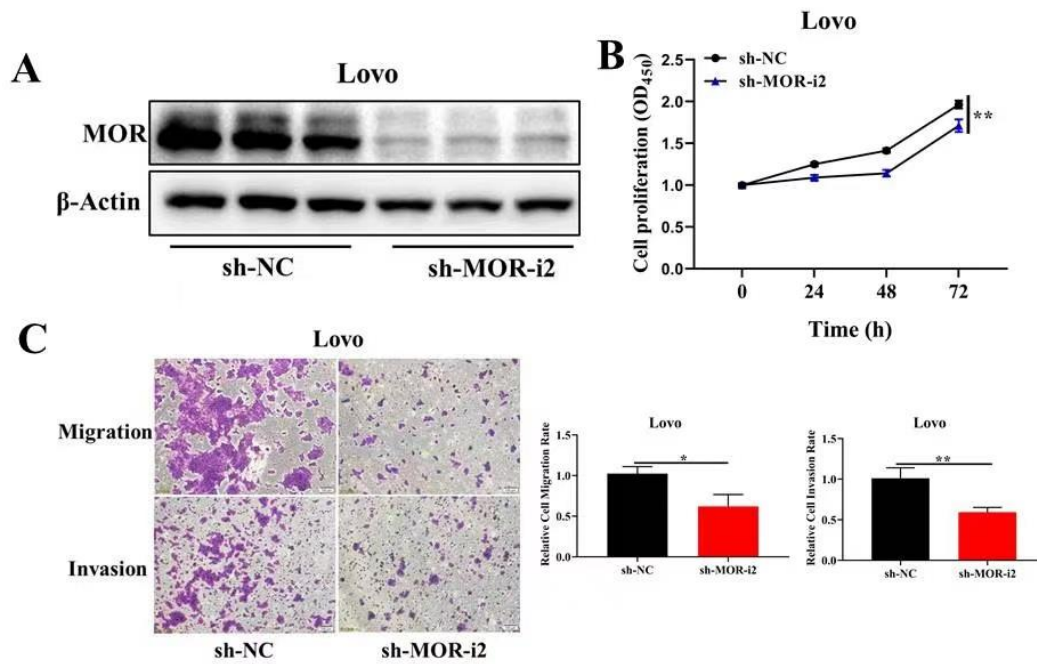 A
Lovo
MOR
β-Actin
sh-NC
sh-MOR-i2
B
Lovo
sh-NC
sh-MOR-i2
Cell proliferation (OD450)
2.5
2.0
1.5
1.0
0.5
0.0
**
0
24
48
72
Time (h)
C
Lovo
Migration
Invasion
sh-NC
sh-MOR-i2
Lovo
Relative Cell Migration Rate
1.5
1.0
0.5
0.0
*
sh-NC
sh-MOR-i2
Lovo
Relative Cell Invasion Rate
1.5
1.0
0.5
0.0
**
sh-NC
sh-MOR-i2